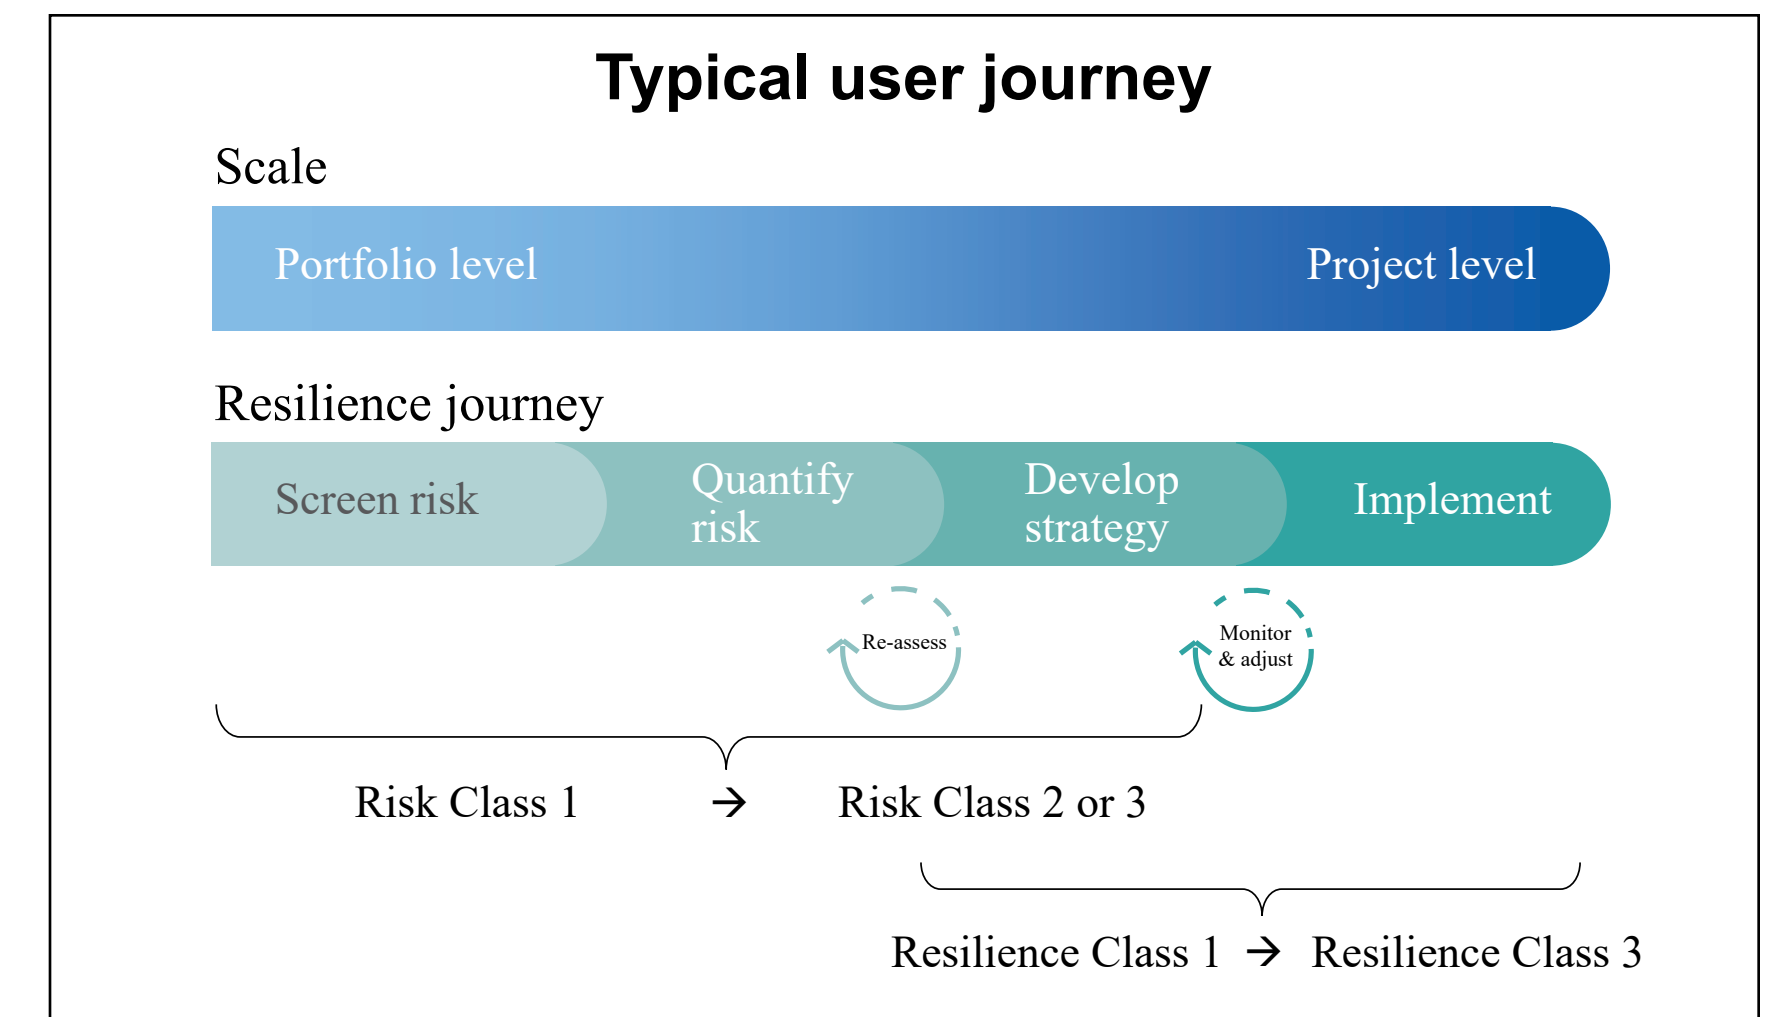 Typical user journey
Scale
Portfolio level
Project level
Resilience journey
Screen risk
Quantify
risk
Develop
strategy
Implement
Re-assess
Monitor
& adjust
Risk Class 1 → Risk Class 2 or 3
Resilience Class 1 → Resilience Class 3